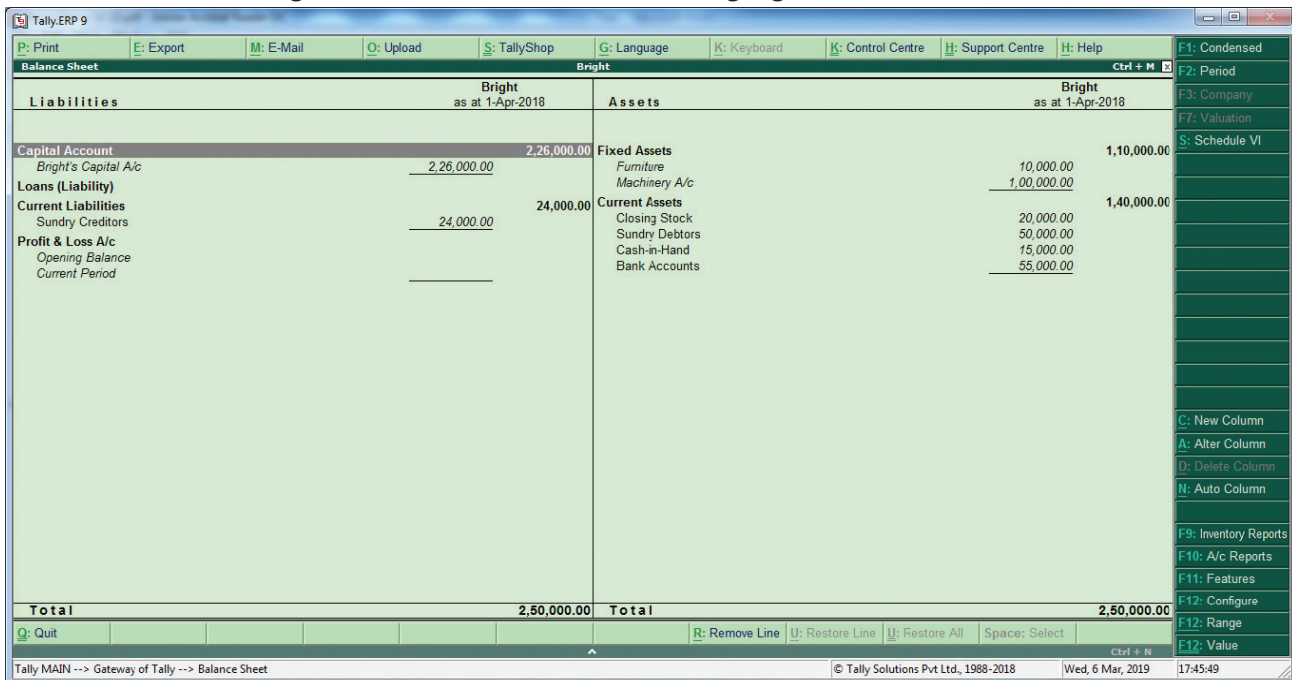 Tally.ERP 9
P: Print E: Export M: E-Mail O: Upload S: TallyShop G: Language K: Keyboard K: Control Centre H: Support Centre H: Help
Balance Sheet Bright Ctrl + M
Liabilities Bright as at 1-Apr-2018 Assets Bright as at 1-Apr-2018
Capital Account 2,26,000.00 Fixed Assets 1,10,000.00
Bright's Capital A/c 2,26,000.00 Furniture 10,000.00
Loans (Liability) Machinery A/c 1,00,000.00
Current Liabilities 24,000.00 Current Assets 1,40,000.00
Sundry Creditors 24,000.00 Closing Stock 20,000.00
Profit & Loss A/c Sundry Debtors 50,000.00
Opening Balance Cash-in-Hand 15,000.00
Current Period Bank Accounts 55,000.00
Total 2,50,000.00 Total 2,50,000.00
Q: Quit R: Remove Line U: Restore Line U: Restore All Space: Select
Ctrl + N
Tally MAIN --> Gateway of Tally --> Balance Sheet © Tally Solutions Pvt Ltd., 1988-2018 Wed, 6 Mar, 2019 17:45:49
F1: Condensed
F2: Period
F3: Company
F7: Valuation
S: Schedule VI
C: New Column
A: Alter Column
D: Delete Column
N: Auto Column
F9: Inventory Reports
F10: A/c Reports
F11: Features
F12: Configure
F12: Range
F12: Value